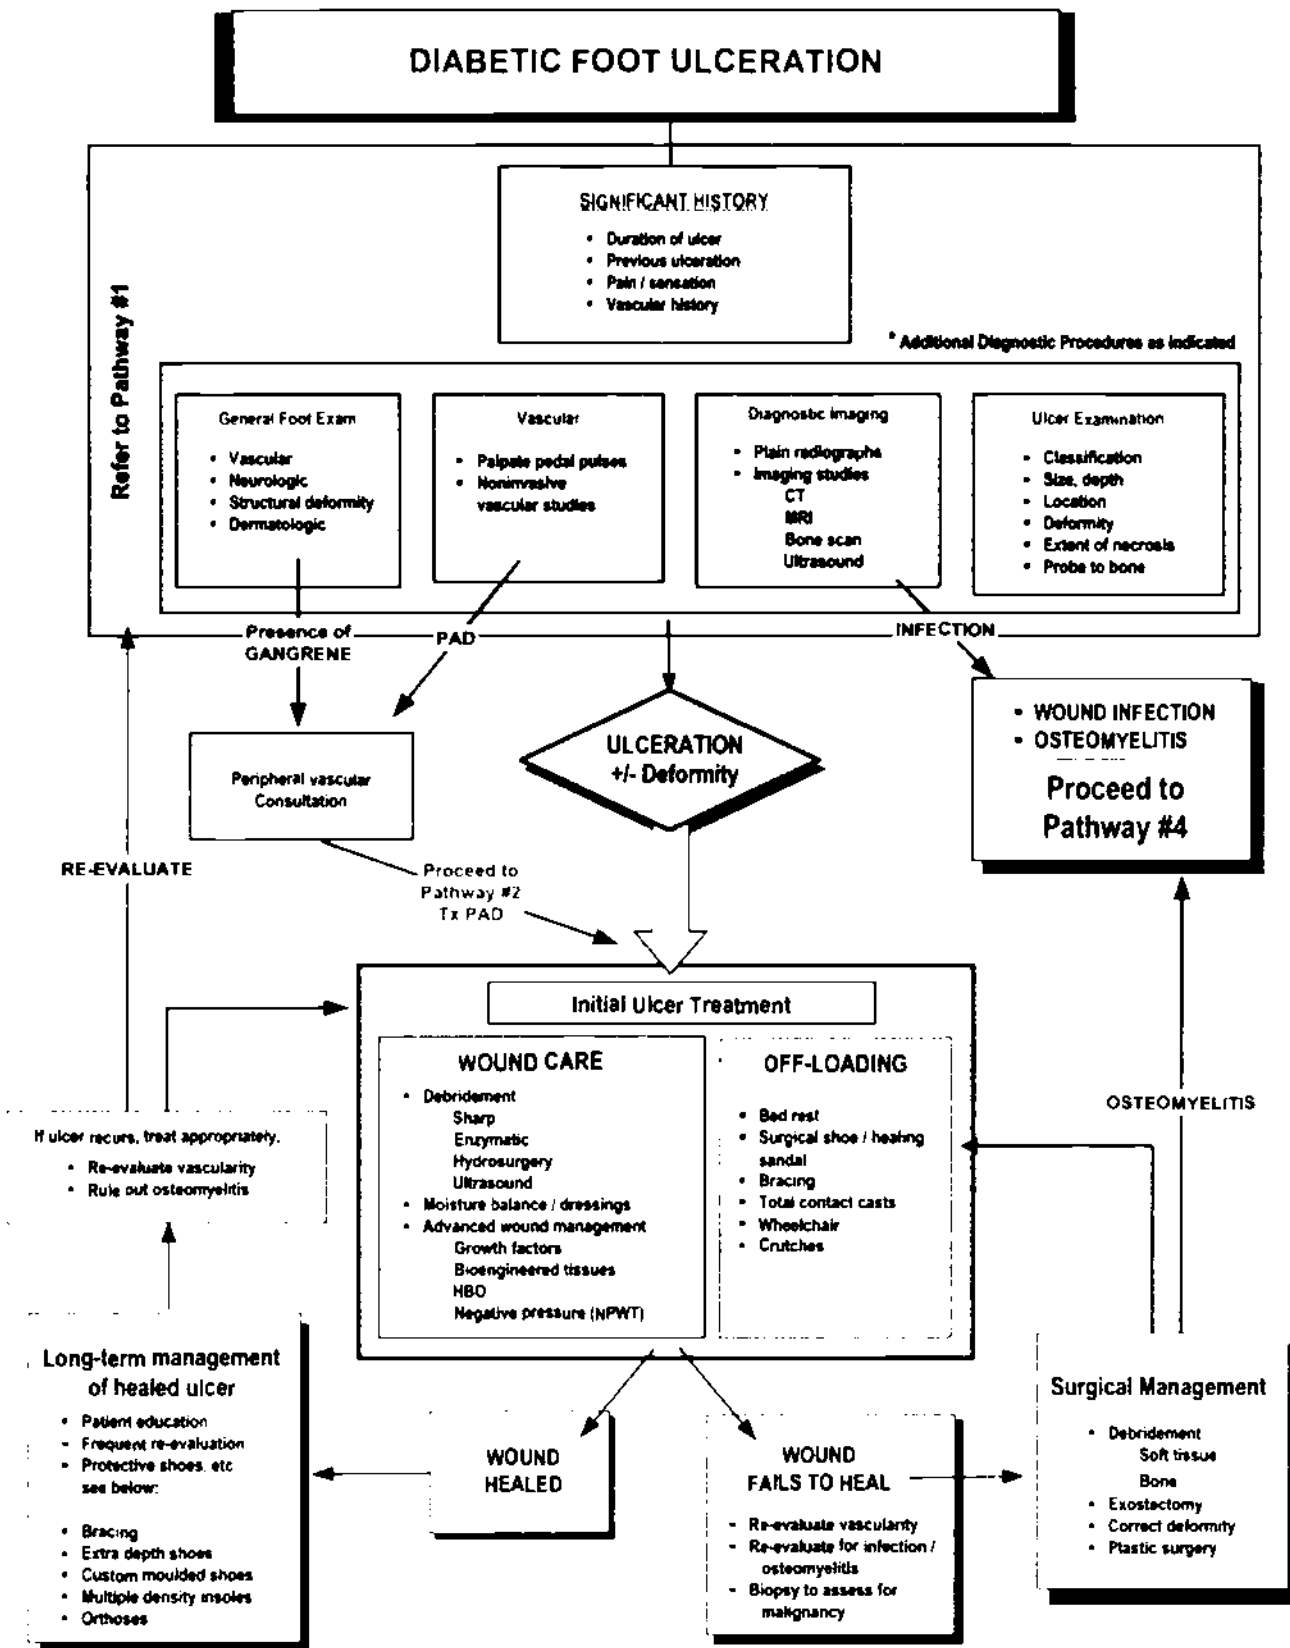 DIABETIC FOOT ULCERATION
Refer to Pathway #1
SIGNIFICANT HISTORY
• Duration of ulcer
• Previous ulceration
• Pain / sensation
• Vascular history
* Additional Diagnostic Procedures as indicated
General Foot Exam
• Vascular
• Neurologic
• Structural deformity
• Dermatologic
Vascular
• Palpate pedal pulses
• Noninvasive
vascular studies
Diagnostic Imaging
• Plain radiographs
• Imaging studies
CT
MRI
Bone scan
Ultrasound
Ulcer Examination
• Classification
• Size, depth
• Location
• Deformity
• Extent of necrosis
• Probe to bone
Presence of
GANGRENE
PAD
INFECTION
Peripheral vascular
Consultation
ULCERATION
+/- Deformity
• WOUND INFECTION
• OSTEOMYELITIS
Proceed to
Pathway #4
RE-EVALUATE
Proceed to
Pathway #2
Tx PAD
Initial Ulcer Treatment
WOUND CARE
• Debridement
Sharp
Enzymatic
Hydrosurgery
Ultrasound
• Moisture balance / dressings
• Advanced wound management
Growth factors
Bioengineered tissues
HBO
Negative pressure (NPWT)
OFF-LOADING
• Bed rest
• Surgical shoe / healing
sandal
• Bracing
• Total contact casts
• Wheelchair
• Crutches
OSTEOMYELITIS
If ulcer recurs, treat appropriately.
• Re-evaluate vascularity
• Rule out osteomyelitis
Long-term management
of healed ulcer
• Patient education
- Frequent re-evaluation
• Protective shoes, etc
see below:
• Bracing
• Extra depth shoes
• Custom moulded shoes
• Multiple density insoles
• Orthoses
WOUND
HEALED
WOUND
FAILS TO HEAL
- Re-evaluate vascularity
- Re-evaluate for infection /
osteomyelitis
- Biopsy to assess for
malignancy
Surgical Management
• Debridement
Soft tissue
Bone
• Exostectomy
• Correct deformity
• Plastic surgery